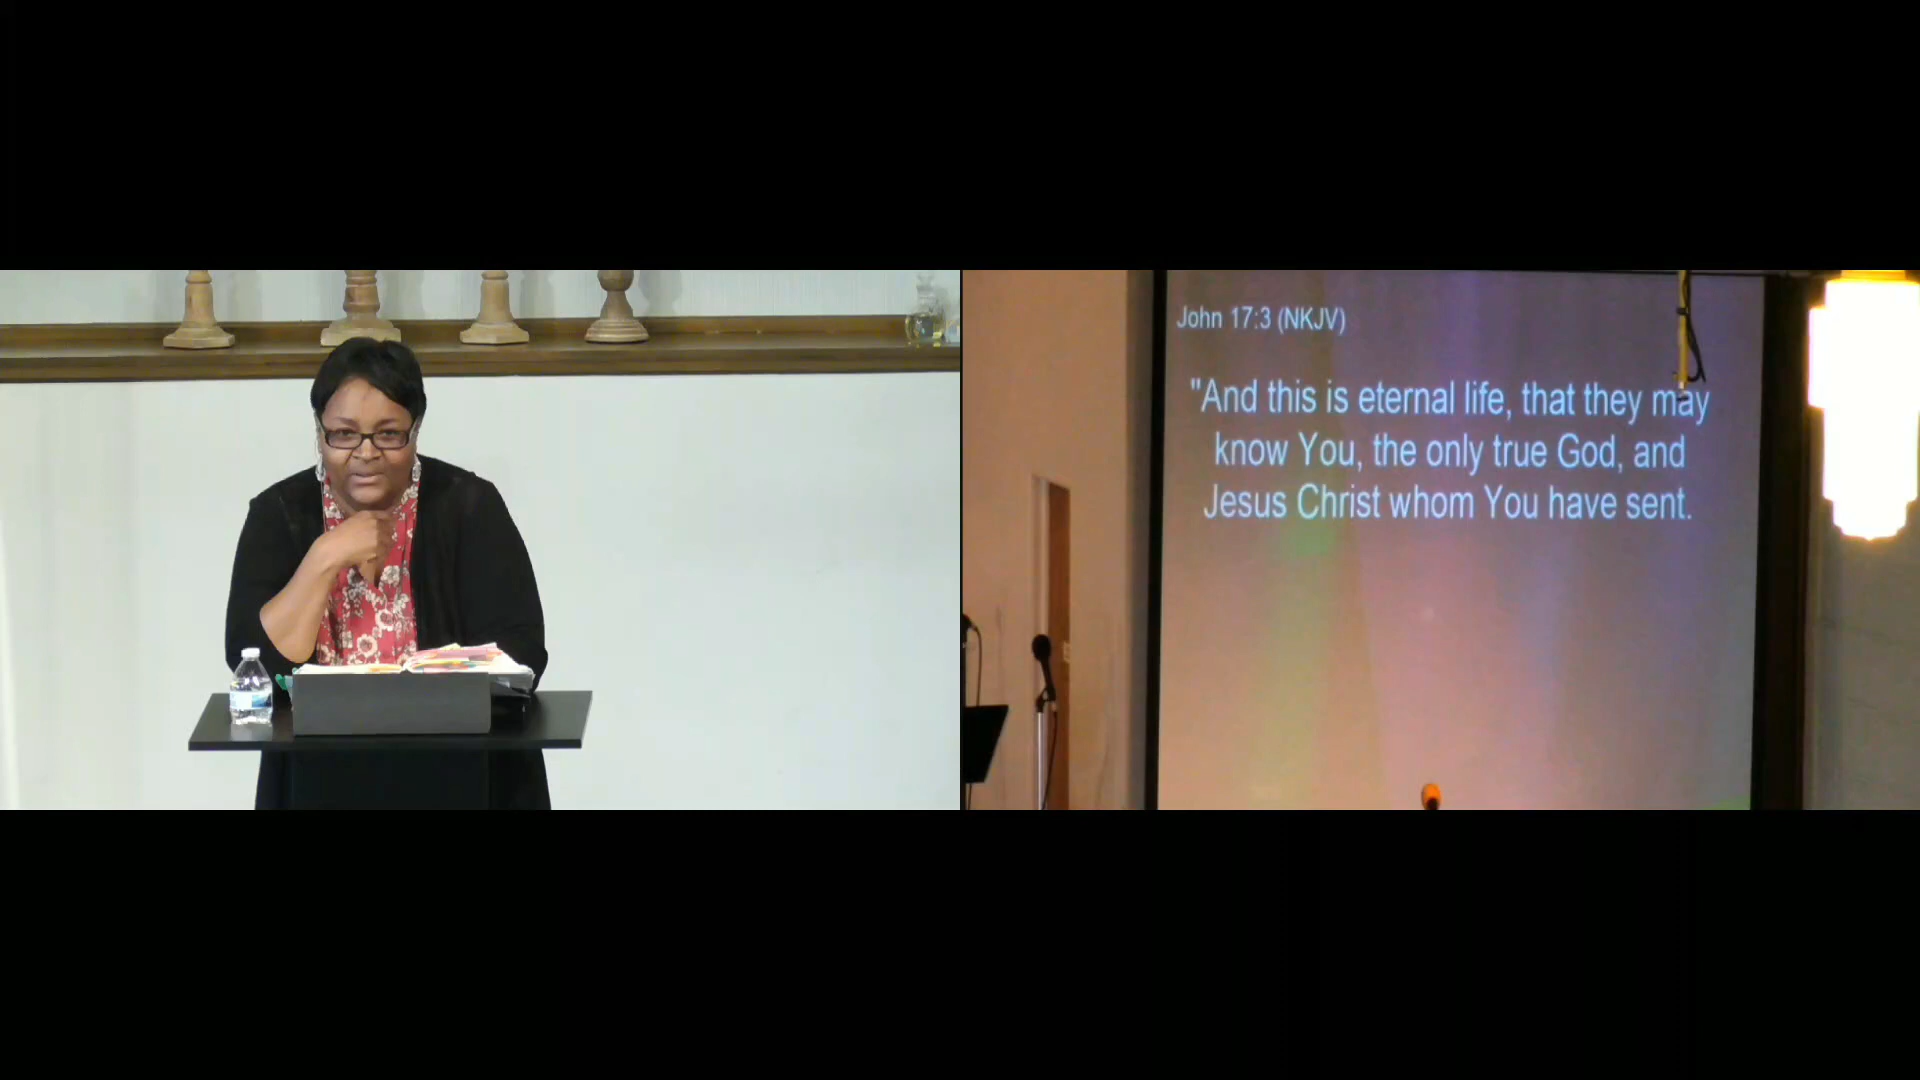 John 17:3 (NKJV)
"And this is eternal life, that they may
know You, the only true God, and
Jesus Christ whom You have sent.